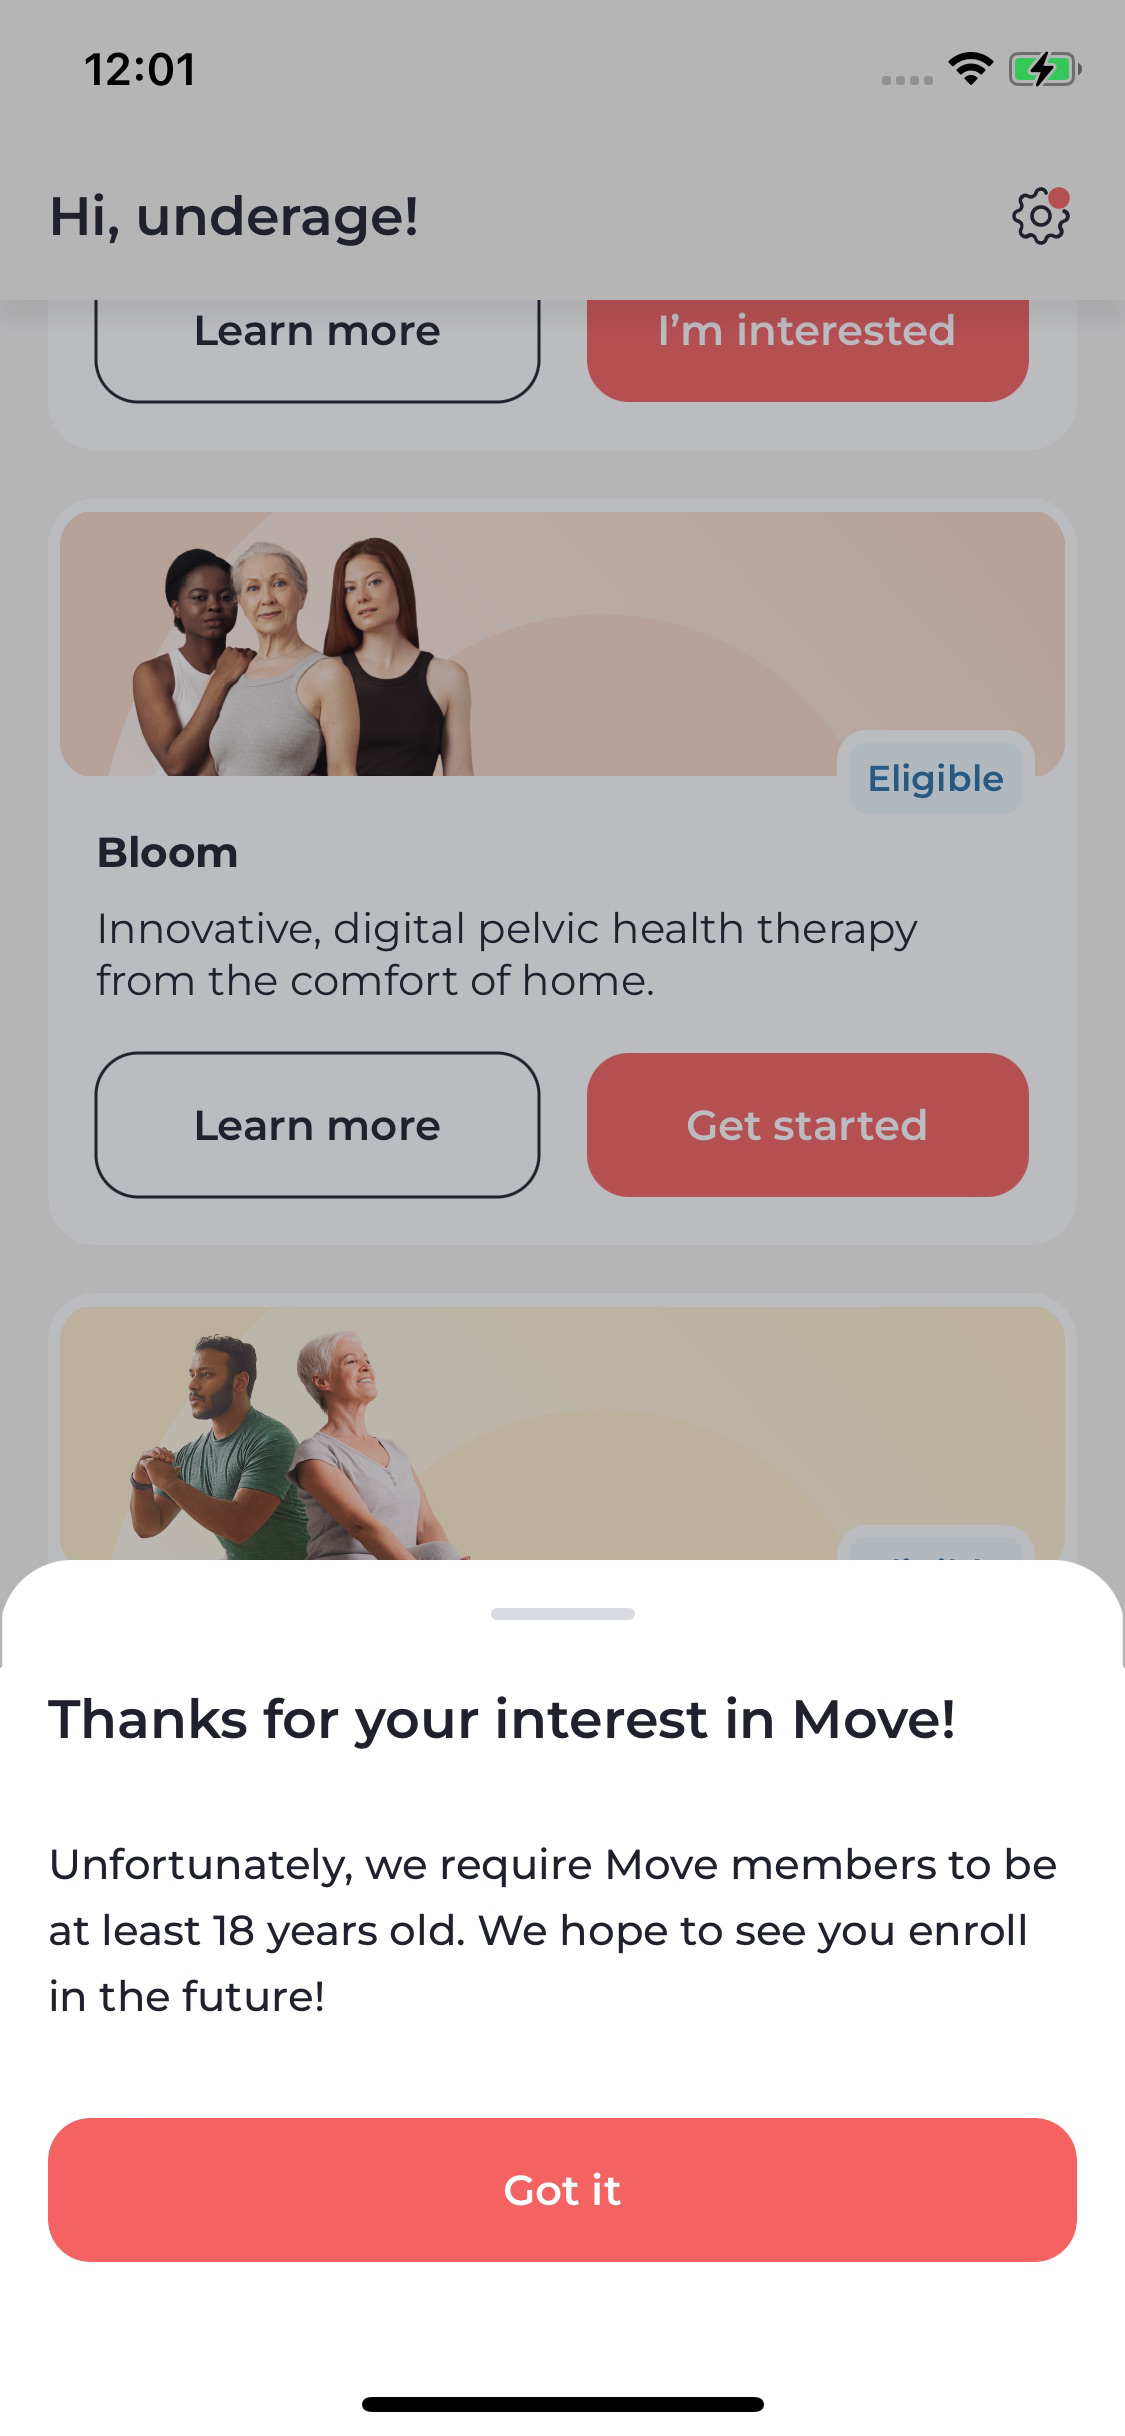 12:01
Hi, underage!
Learn more
I'm interested
Eligible
Bloom
Innovative, digital pelvic health therapy
from the comfort of home.
Learn more
Get started
Thanks for your interest in Move!
Unfortunately, we require Move members to be
at least 18 years old. We hope to see you enroll
in the future!
Got it